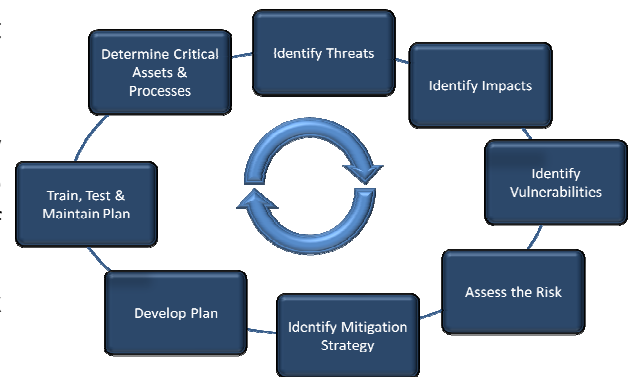 Determine Critical
Assets &
Processes
Identify Threats
Identify Impacts
Identify
Vulnerabilities
Assess the Risk
Identify Mitigation
Strategy
Develop Plan
Train, Test &
Maintain Plan